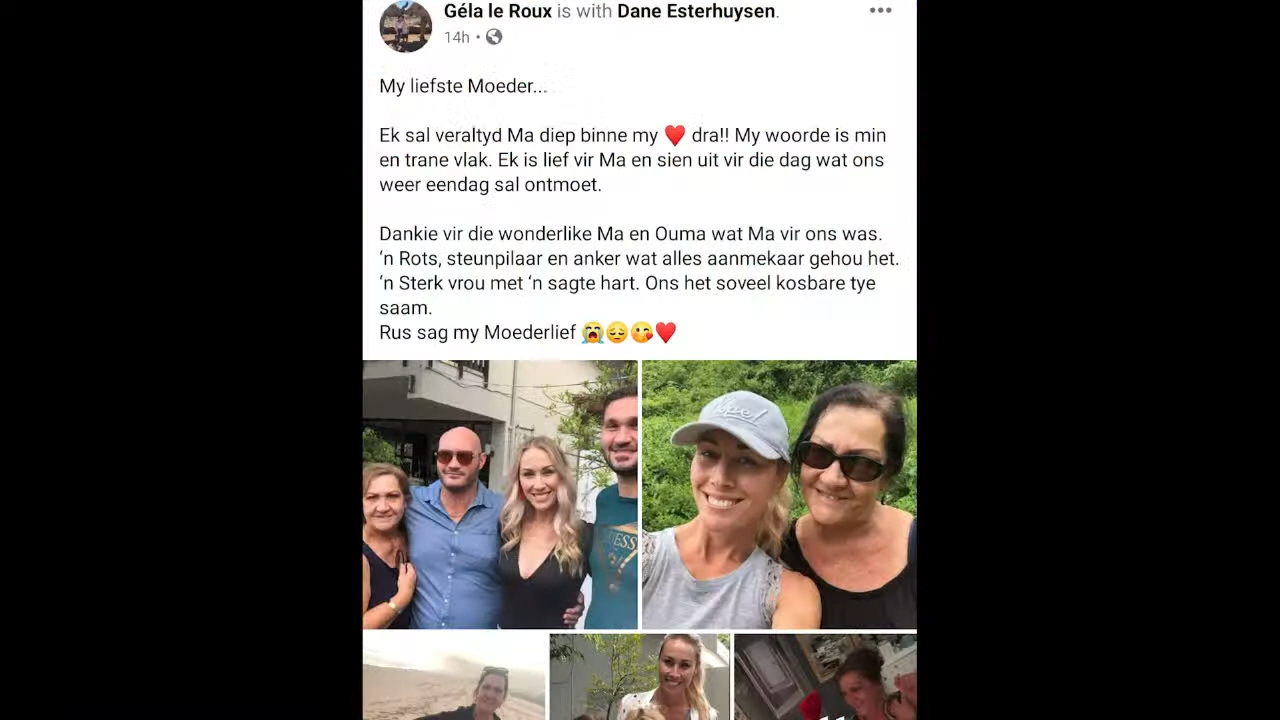 Géla le Roux is with Dane Esterhuysen.
14h •
My liefste Moeder...
Ek sal veraltyd Ma diep binne my ❤️ dra!! My woorde is min
en trane vlak. Ek is lief vir Ma en sien uit vir die dag wat ons
weer eendag sal ontmoet.
Dankie vir die wonderlike Ma en Ouma wat Ma vir ons was.
‘n Rots, steunpilaar en anker wat alles aanmekaar gehou het.
‘n Sterk vrou met ‘n sagte hart. Ons het soveel kosbare tye
saam.
Rus sag my Moederlief 😭😔😘❤️